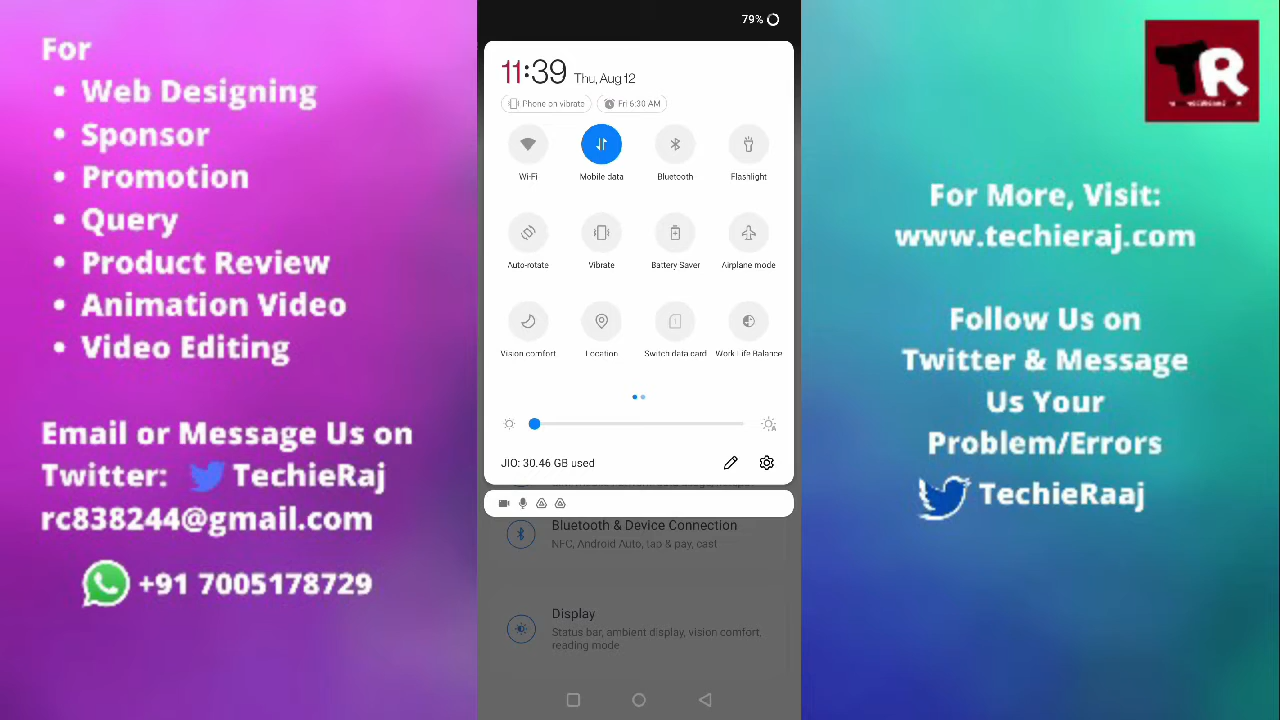 For
Web Designing
Sponsor
Promotion
Query
Product Review
Animation Video
Video Editing
Email or Message Us on
Twitter: TechieRaj
rc838244@gmail.com
+91 7005178729
79%
11:39 Thu, Aug 12
Phone on vibrate
Fri 6:30 AM
Wi-Fi
Mobile data
Bluetooth
Flashlight
Auto-rotate
Vibrate
Battery Saver
Airplane mode
Vision comfort
Location
Switch data card
Work Life Balance
JIO: 30.46 GB used
Bluetooth & Device Connection
NFC, Android Auto, tap & pay, cast
Display
Status bar, ambient display, vision comfort,
reading mode
TR
For More, Visit:
www.techieraj.com
Follow Us on
Twitter & Message
Us Your
Problem/Errors
TechieRaaj